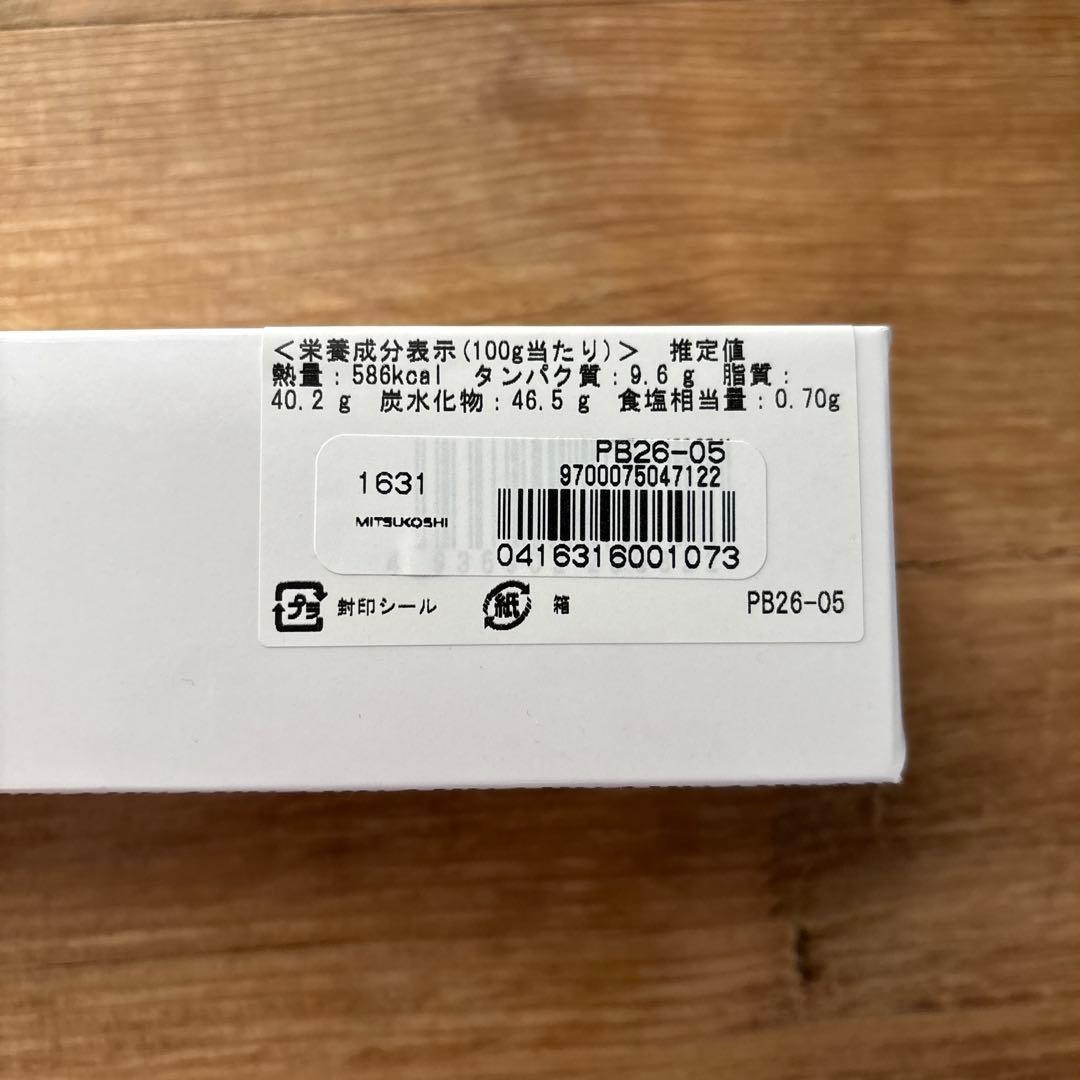 ＜栄養成分表示(100g当たり)＞　推定値
熱量：586kcal　タンパク質：9.6 g　脂質：
40.2 g　炭水化物：46.5 g　食塩相当量：0.70g
PB26-05
1631
9700075047122
MITSUKOSHI
0416316001073
プラ 封印シール 紙 箱 PB26-05